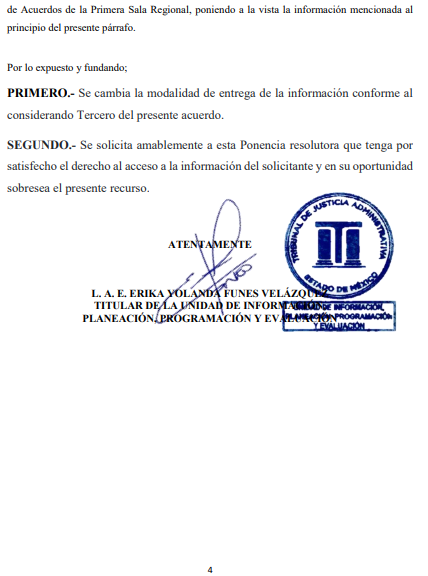 de Acuerdos de la Primera Sala Regional, poniendo a la vista la información mencionada al
principio del presente párrafo.
Por lo expuesto y fundando;
PRIMERO.- Se cambia la modalidad de entrega de la información conforme al
considerando Tercero del presente acuerdo.
SEGUNDO.- Se solicita amablemente a esta Ponencia resolutora que tenga por
satisfecho el derecho al acceso a la información del solicitante y en su oportunidad
sobresea el presente recurso.
TRIBUNAL DE JUSTICIA ADMINISTRATIVA
ESTADO DE MÉXICO
ATENTAMENTE
L. A. E. ERIKA YOLANDA FUNES VELÁZQUEZ
TITULAR DE LA UNIDAD DE INFORMACIÓN,
PLANEACIÓN, PROGRAMACIÓN Y EVALUACIÓN
UNIDAD DE INFORMACIÓN,
PLANEACIÓN, PROGRAMACIÓN
Y EVALUACIÓN
4